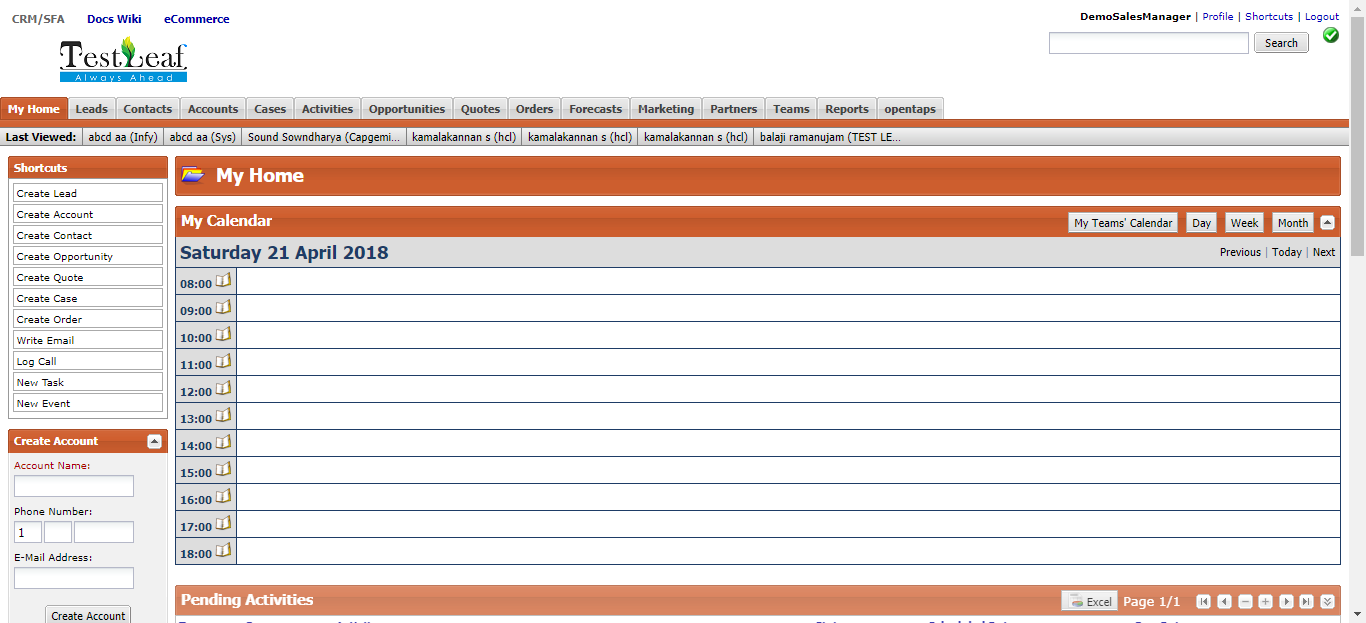 CRM/SFA Docs Wiki eCommerce
DemoSalesManager | Profile | Shortcuts | Logout
TestLeaf
Always Ahead
Search
My Home Leads Contacts Accounts Cases Activities Opportunities Quotes Orders Forecasts Marketing Partners Teams Reports opentaps
Last Viewed: abcd aa (Infy) abcd aa (Sys) Sound Sowndharya (Capgemi... kamalakannan s (hcl) kamalakannan s (hcl) kamalakannan s (hcl) balaji ramanujam (TEST LE...
Shortcuts
Create Lead
Create Account
Create Contact
Create Opportunity
Create Quote
Create Case
Create Order
Write Email
Log Call
New Task
New Event
Create Account
Account Name:
Phone Number:
1
E-Mail Address:
Create Account
My Home
My Calendar My Teams' Calendar Day Week Month
Saturday 21 April 2018 Previous | Today | Next
08:00
09:00
10:00
11:00
12:00
13:00
14:00
15:00
16:00
17:00
18:00
Pending Activities Excel Page 1/1